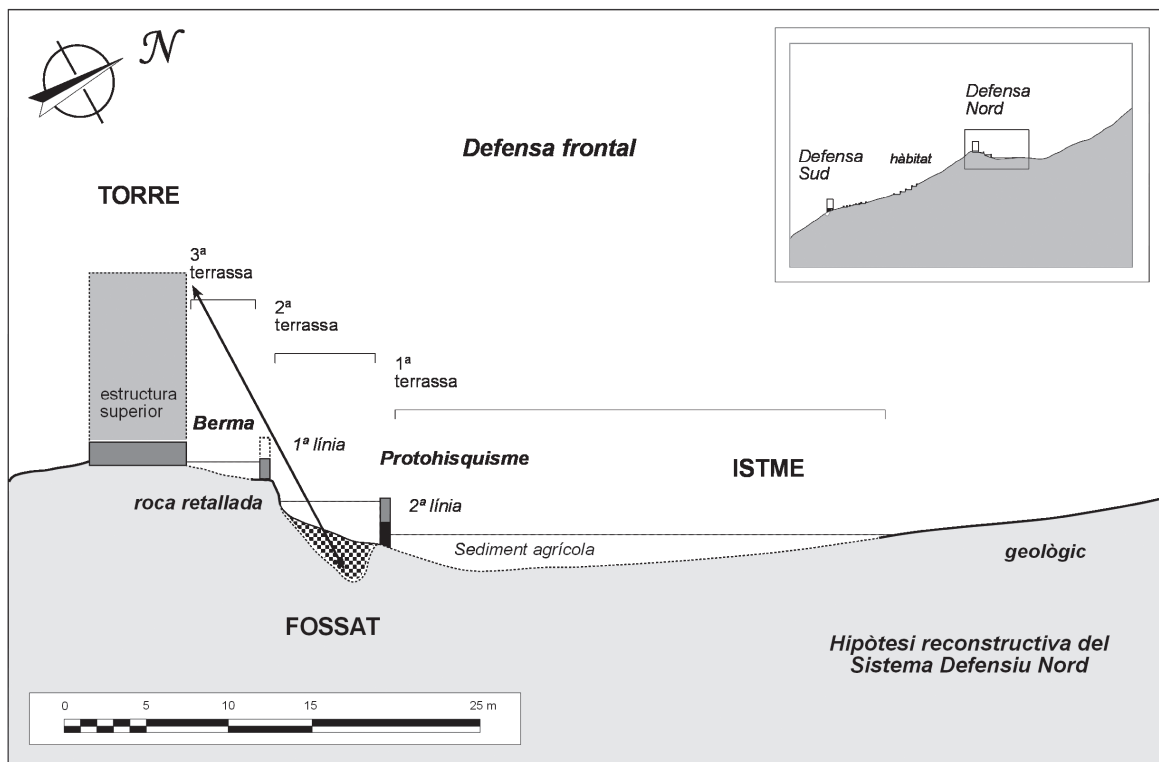 N
Defensa frontal
Defensa
Nord
hàbitat
Defensa
Sud
TORRE
3ª
terrassa
2ª
terrassa
1ª
terrassa
estructura
superior
Berma
1ª línia
Protohisquisme
ISTME
roca retallada
2ª línia
Sediment agrícola
geològic
FOSSAT
Hipòtesi reconstructiva del
Sistema Defensiu Nord
0 5 10 15 25 m